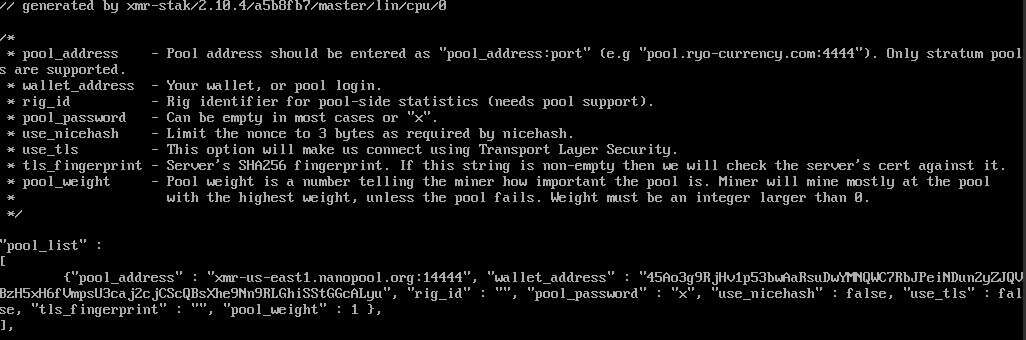 // generated by xmr-stak/2.10.4/a5b8fb7/master/lin/cpu/0
/*
 * pool_address    - Pool address should be entered as "pool_address:port" (e.g "pool.ryo-currency.com:4444"). Only stratum pool
s are supported.
 * wallet_address  - Your wallet, or pool login.
 * rig_id          - Rig identifier for pool-side statistics (needs pool support).
 * pool_password   - Can be empty in most cases or "x".
 * use_nicehash    - Limit the nonce to 3 bytes as required by nicehash.
 * use_tls         - This option will make us connect using Transport Layer Security.
 * tls_fingerprint - Server's SHA256 fingerprint. If this string is non-empty then we will check the server's cert against it.
 * pool_weight     - Pool weight is a number telling the miner how important the pool is. Miner will mine mostly at the pool
 *                   with the highest weight, unless the pool fails. Weight must be an integer larger than 0.
 */
"pool_list" :
[
        {"pool_address" : "xmr-us-east1.nanopool.org:14444", "wallet_address" : "45Ao3g9RjHv1p53bwAaRsuDwYMNQWC7RbJPeiNDun2yZJQV
BzH5xH6fVmpsU3caj2cjCScQBsXhe9Nn9RLGhiSStGGcALyu", "rig_id" : "", "pool_password" : "x", "use_nicehash" : false, "use_tls" : fal
se, "tls_fingerprint" : "", "pool_weight" : 1 },
],